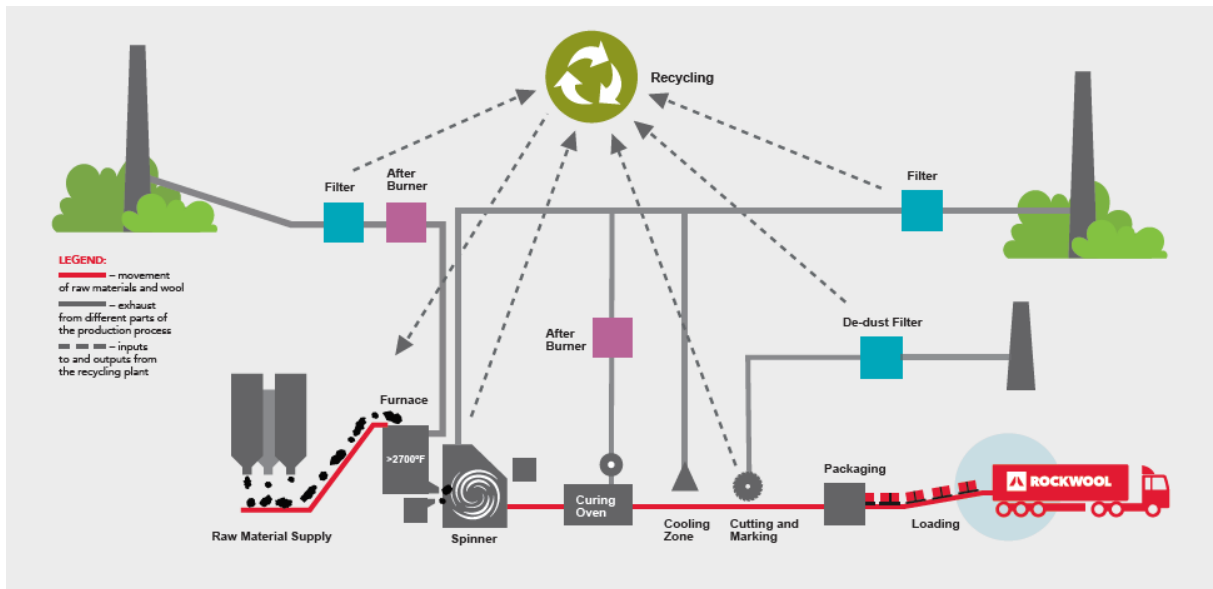 Recycling
Filter
After
Burner
Filter
LEGEND:
– movement
of raw materials and wool
– exhaust
from different parts of
the production process
– inputs
to and outputs from
the recycling plant
After
Burner
De-dust Filter
Furnace
>2700ºF
Packaging
ROCKWOOL
Curing
Oven
Raw Material Supply
Spinner
Cooling
Zone
Cutting and
Marking
Loading